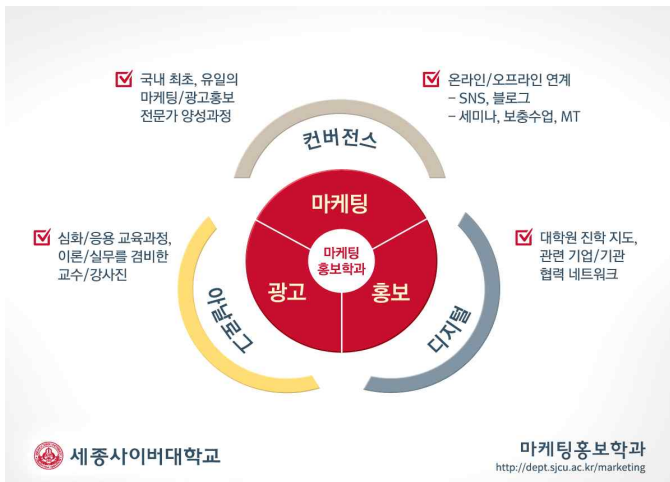 국내 최초, 유일의
마케팅/광고홍보
전문가 양성과정
온라인/오프라인 연계
– SNS, 블로그
– 세미나, 보충수업, MT
컨버전스
마케팅
심화/응용 교육과정,
이론/실무를 겸비한
교수/강사진
마케팅
홍보학과
광고
홍보
대학원 진학 지도,
관련 기업/기관
협력 네트워크
아날로그
디지털
세종사이버대학교
마케팅홍보학과
http://dept.sjcu.ac.kr/marketing